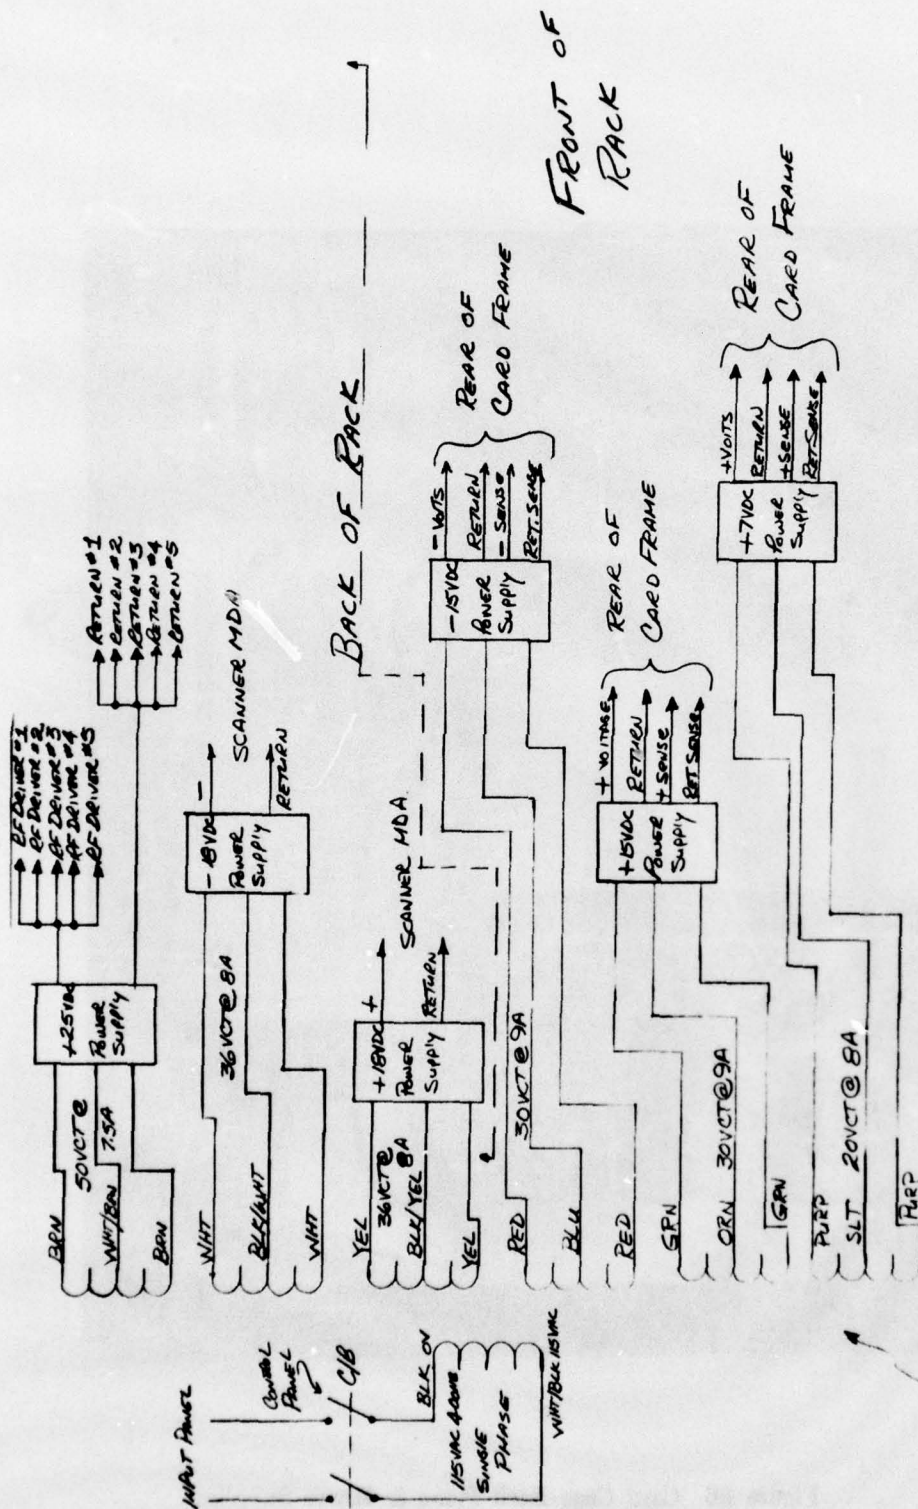 INPUT PANEL
CONTROL
PANEL
C/B
BLK OV
115VAC 400HZ
SINGLE
PHASE
WHT/BLK 115VAC
BRN
50VCT@
7.5A
WHT/BRN
BRN
+25VDC
POWER
SUPPLY
RF DRIVER #1
RF DRIVER #2
RF DRIVER #3
RF DRIVER #4
RF DRIVER #5
RETURN #1
RETURN #2
RETURN #3
RETURN #4
RETURN #5
WHT
36VCT@ 8A
BLK/WHT
WHT
-18VDC
POWER
SUPPLY
-
SCANNER MDA
RETURN
YEL
36VCT@
8A
BLK/YEL
YEL
+18VDC
POWER
SUPPLY
+
SCANNER MDA
RETURN
BACK OF RACK
FRONT OF
RACK
RED
30VCT@9A
BLU
RED
-15VDC
POWER
SUPPLY
-VOLTS
RETURN
- SENSE
RET. SENSE
REAR OF
CARD FRAME
GRN
ORN 30VCT@9A
GRN
+15VDC
POWER
SUPPLY
+VOLTAGE
RETURN
+SENSE
RET SENSE
REAR OF
CARD FRAME
PURP
SLT 20VCT@ 8A
PURP
+7VDC
POWER
SUPPLY
+VOLTS
RETURN
+SENSE
RET SENSE
REAR OF
CARD FRAME